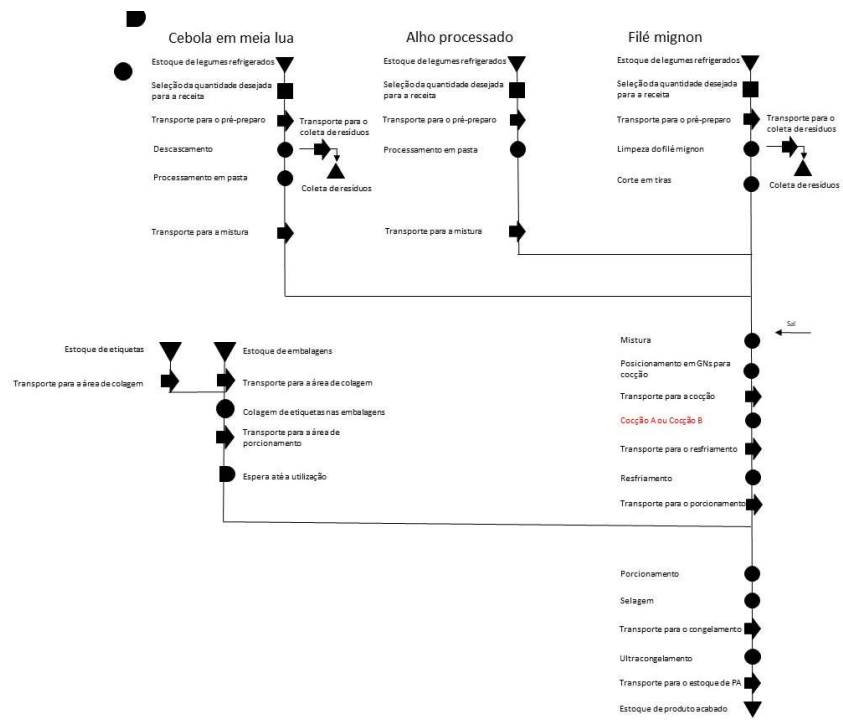 Cebola em meia lua
Estoque de legumes refrigerados
Seleção da quantidade desejada
para a receita
Transporte para o pré-preparo
Transporte para o
coleta de resíduos
Descascamento
Processamento em pasta
Coleta de resíduos
Transporte para a mistura
Alho processado
Estoque de legumes refrigerados
Seleção da quantidade desejada
para a receita
Transporte para o pré-preparo
Processamento em pasta
Transporte para a mistura
Filé mignon
Estoque de legumes refrigerados
Seleção da quantidade desejada
para a receita
Transporte para o pré-preparo
Transporte para o
coleta de resíduos
Limpeza do filé mignon
Corte em tiras
Coleta de resíduos
Sal
Mistura
Posicionamento em GNs para
cocção
Transporte para a cocção
Cocção A ou Cocção B
Transporte para o resfriamento
Resfriamento
Transporte para o porcionamento
Estoque de etiquetas
Transporte para a área de colagem
Estoque de embalagens
Transporte para a área de colagem
Colagem de etiquetas nas embalagens
Transporte para a área de
porcionamento
Espera até a utilização
Porcionamento
Selagem
Transporte para o congelamento
Ultracongelamento
Transporte para o estoque de PA
Estoque de produto acabado